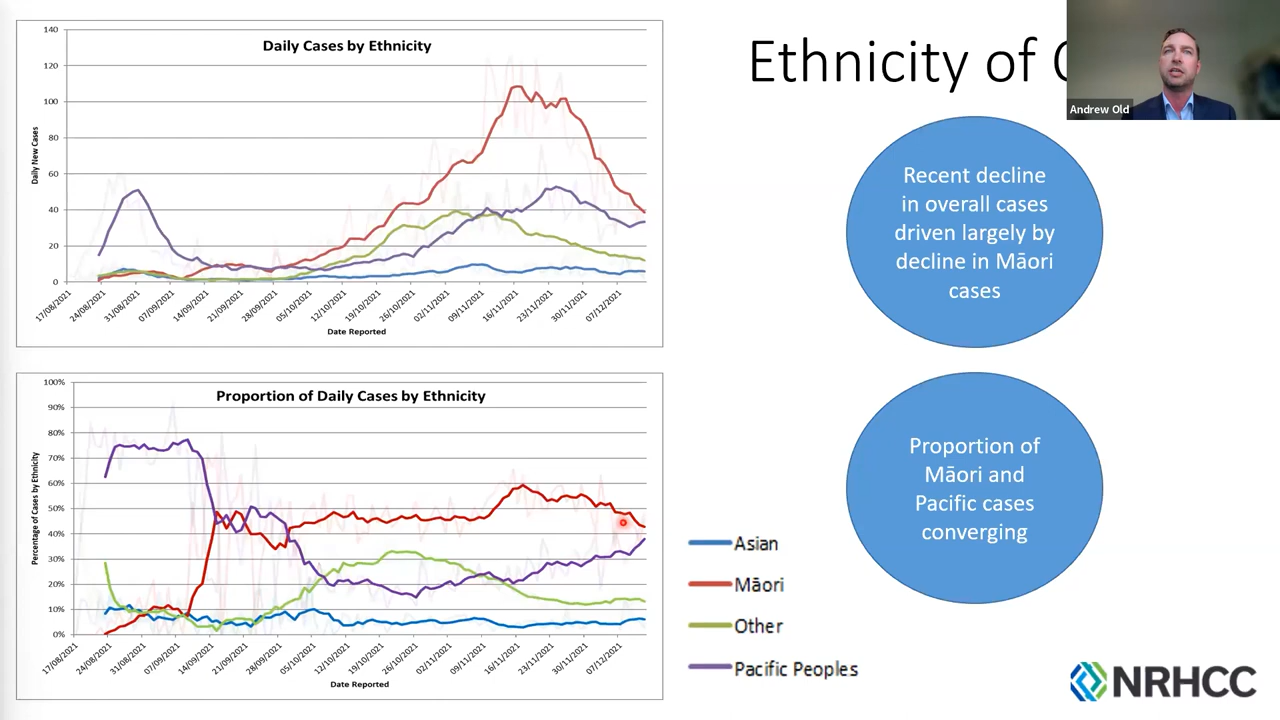 Daily Cases by Ethnicity
140
120
100
80
60
40
20
0
Daily New Cases
17/08/2021
24/08/2021
31/08/2021
07/09/2021
14/09/2021
21/09/2021
28/09/2021
05/10/2021
12/10/2021
19/10/2021
26/10/2021
02/11/2021
09/11/2021
16/11/2021
23/11/2021
30/11/2021
07/12/2021
Date Reported
Proportion of Daily Cases by Ethnicity
100%
90%
80%
70%
60%
50%
40%
30%
20%
10%
0%
Percentage of Cases by Ethnicity
17/08/2021
24/08/2021
31/08/2021
07/09/2021
14/09/2021
21/09/2021
28/09/2021
05/10/2021
12/10/2021
19/10/2021
26/10/2021
02/11/2021
09/11/2021
16/11/2021
23/11/2021
30/11/2021
07/12/2021
Date Reported
Ethnicity of
Andrew Old
Recent decline
in overall cases
driven largely by
decline in Māori
cases
Proportion of
Māori and
Pacific cases
converging
Asian
Māori
Other
Pacific Peoples
NRHCC